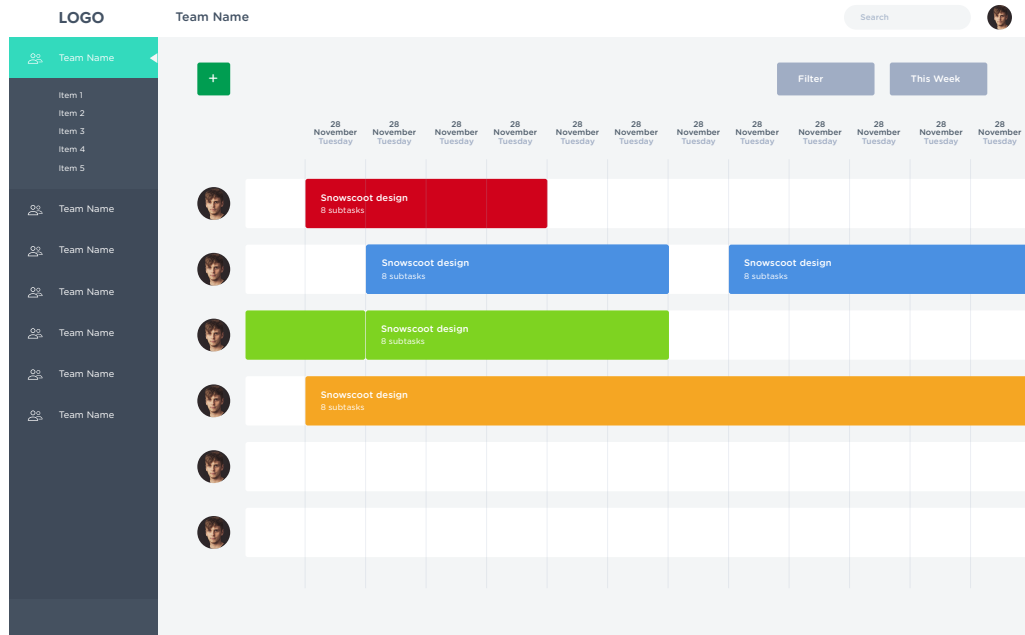 LOGO
Team Name
Search
Team Name
Item 1
Item 2
Item 3
Item 4
Item 5
Team Name
Team Name
Team Name
Team Name
Team Name
Team Name
+
Filter
This Week
28 November Tuesday
28 November Tuesday
28 November Tuesday
28 November Tuesday
28 November Tuesday
28 November Tuesday
28 November Tuesday
28 November Tuesday
28 November Tuesday
28 November Tuesday
28 November Tuesday
28 November Tuesday
Snowscoot design
8 subtasks
Snowscoot design
8 subtasks
Snowscoot design
8 subtasks
Snowscoot design
8 subtasks
Snowscoot design
8 subtasks